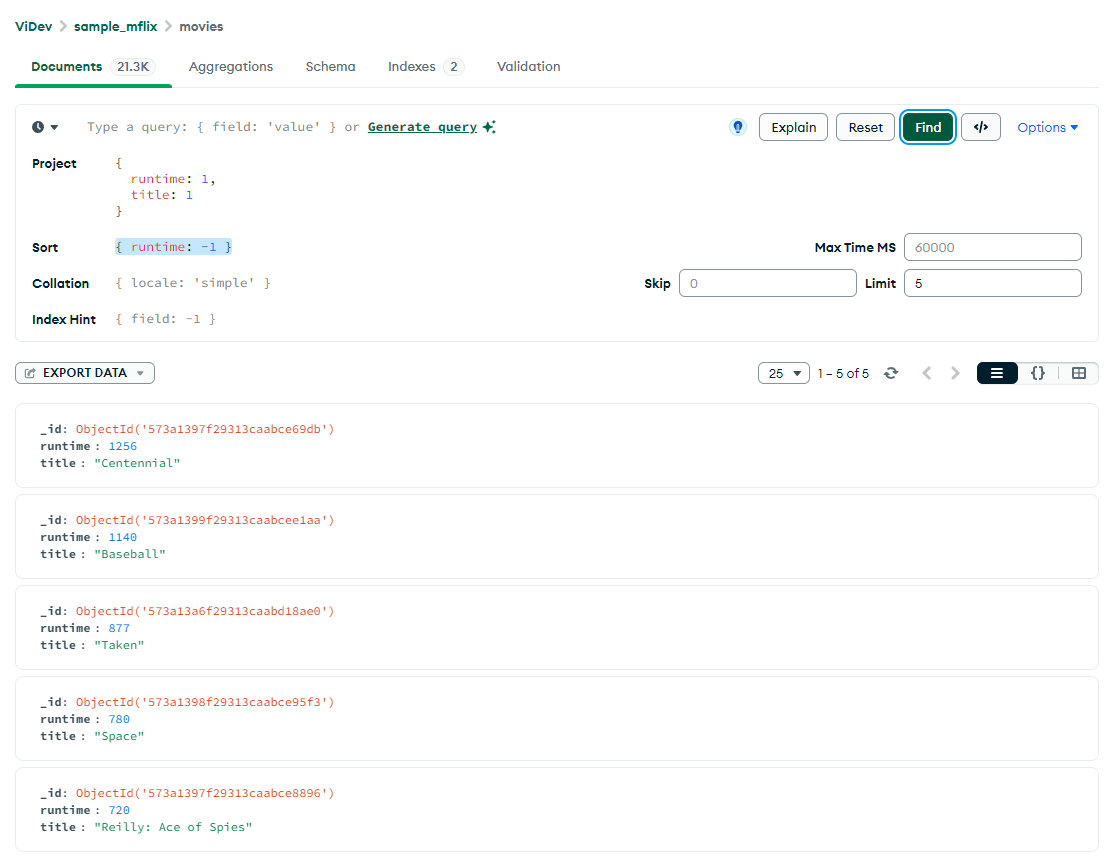 ViDev > sample_mflix > movies
Documents 21.3K Aggregations Schema Indexes 2 Validation
Type a query: { field: 'value' } or Generate query Explain Reset Find </> Options
Project {
runtime: 1,
title: 1
}
Sort { runtime: -1 } Max Time MS 60000
Collation { locale: 'simple' } Skip 0 Limit 5
Index Hint { field: -1 }
EXPORT DATA 25 1 – 5 of 5 {}
_id: ObjectId('573a1397f29313caabce69db')
runtime : 1256
title : "Centennial"
_id: ObjectId('573a1399f29313caabcee1aa')
runtime : 1140
title : "Baseball"
_id: ObjectId('573a13a6f29313caabd18ae0')
runtime : 877
title : "Taken"
_id: ObjectId('573a1398f29313caabce95f3')
runtime : 780
title : "Space"
_id: ObjectId('573a1397f29313caabce8896')
runtime : 720
title : "Reilly: Ace of Spies"